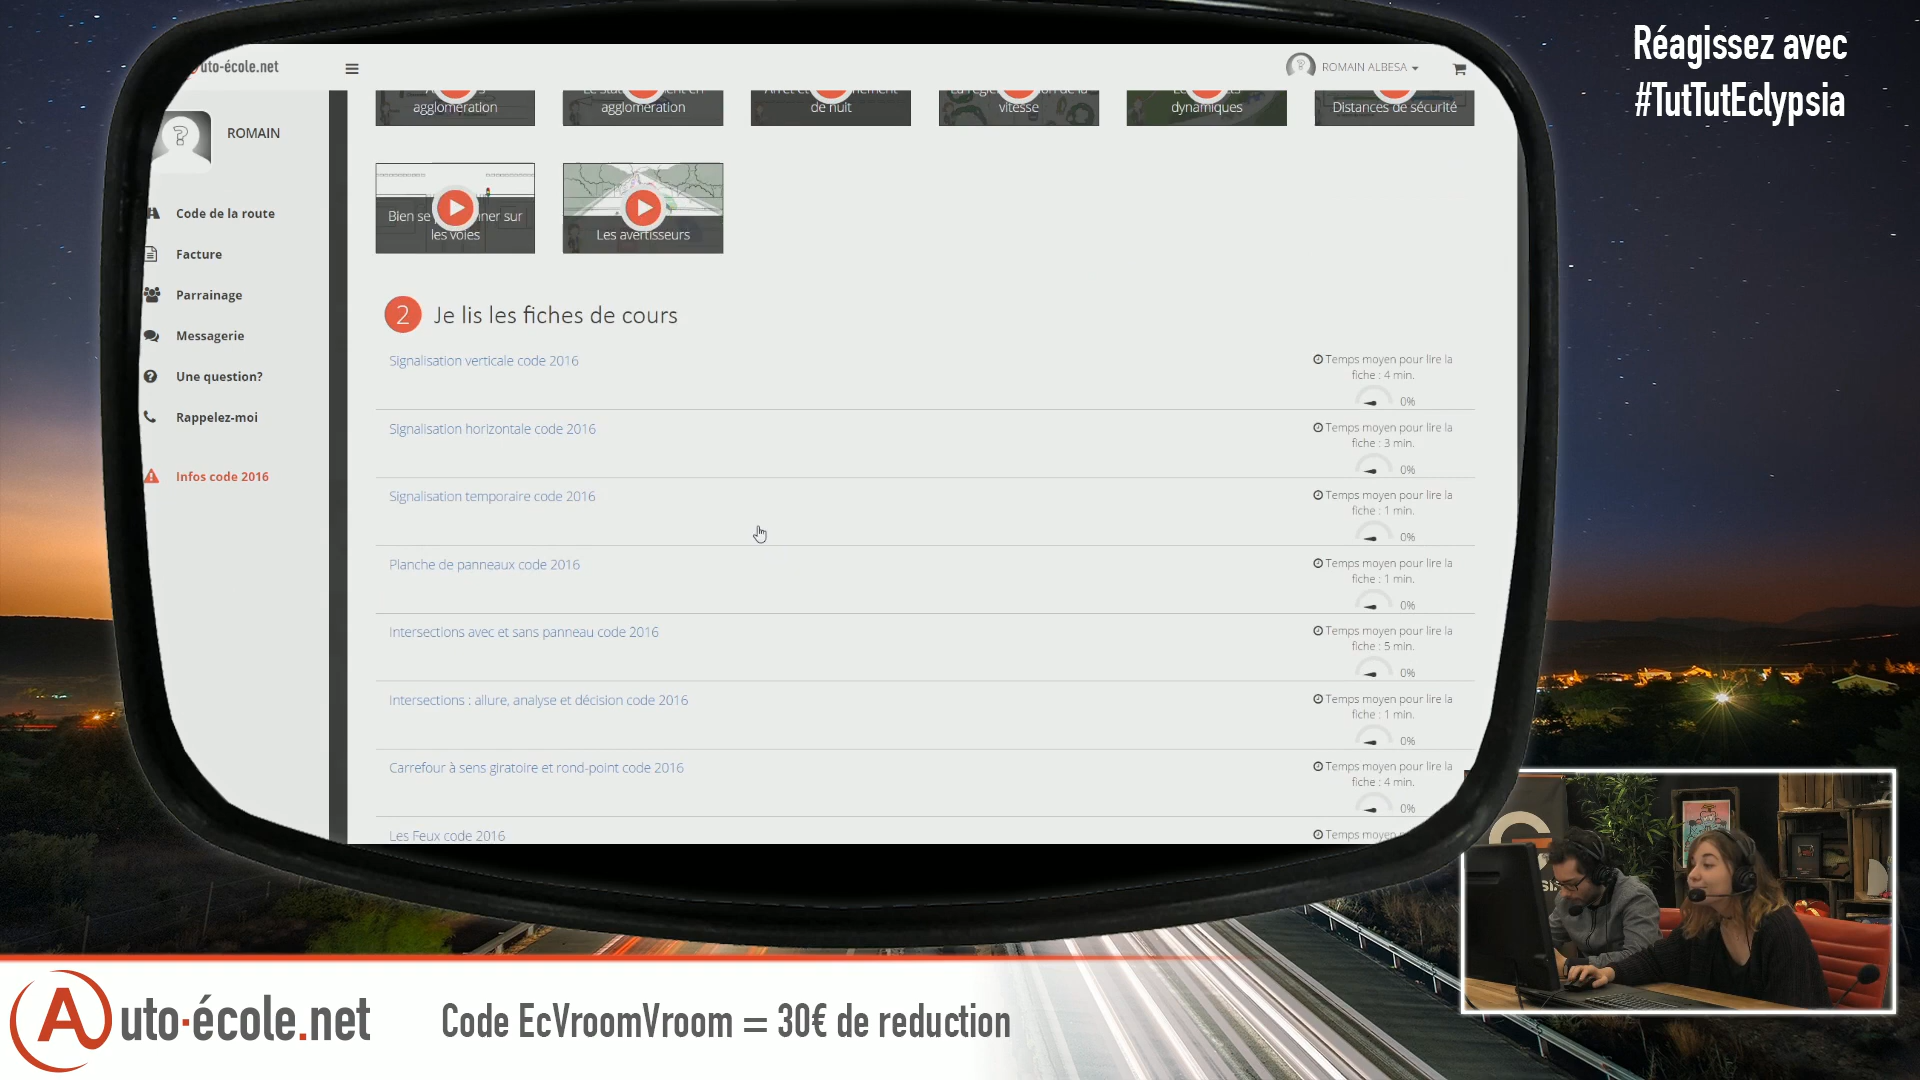 Réagissez avec
#TutTutEclypsia
uto-école.net
ROMAIN ALBESA
ROMAIN
Code de la route
Facture
Parrainage
Messagerie
Une question?
Rappelez-moi
Infos code 2016
agglomération
agglomération
de nuit
vitesse
dynamiques
Distances de sécurité
Bien se
les voies
Les avertisseurs
2 Je lis les fiches de cours
Signalisation verticale code 2016
Temps moyen pour lire la
fiche : 4 min.
0%
Signalisation horizontale code 2016
Temps moyen pour lire la
fiche : 3 min.
0%
Signalisation temporaire code 2016
Temps moyen pour lire la
fiche : 1 min.
0%
Planche de panneaux code 2016
Temps moyen pour lire la
fiche : 1 min.
0%
Intersections avec et sans panneau code 2016
Temps moyen pour lire la
fiche : 5 min.
0%
Intersections : allure, analyse et décision code 2016
Temps moyen pour lire la
fiche : 1 min.
0%
Carrefour à sens giratoire et rond-point code 2016
Temps moyen pour lire la
fiche : 4 min.
0%
Les Feux code 2016
Temps moyen
Auto-école.net
Code EcVroomVroom = 30€ de reduction